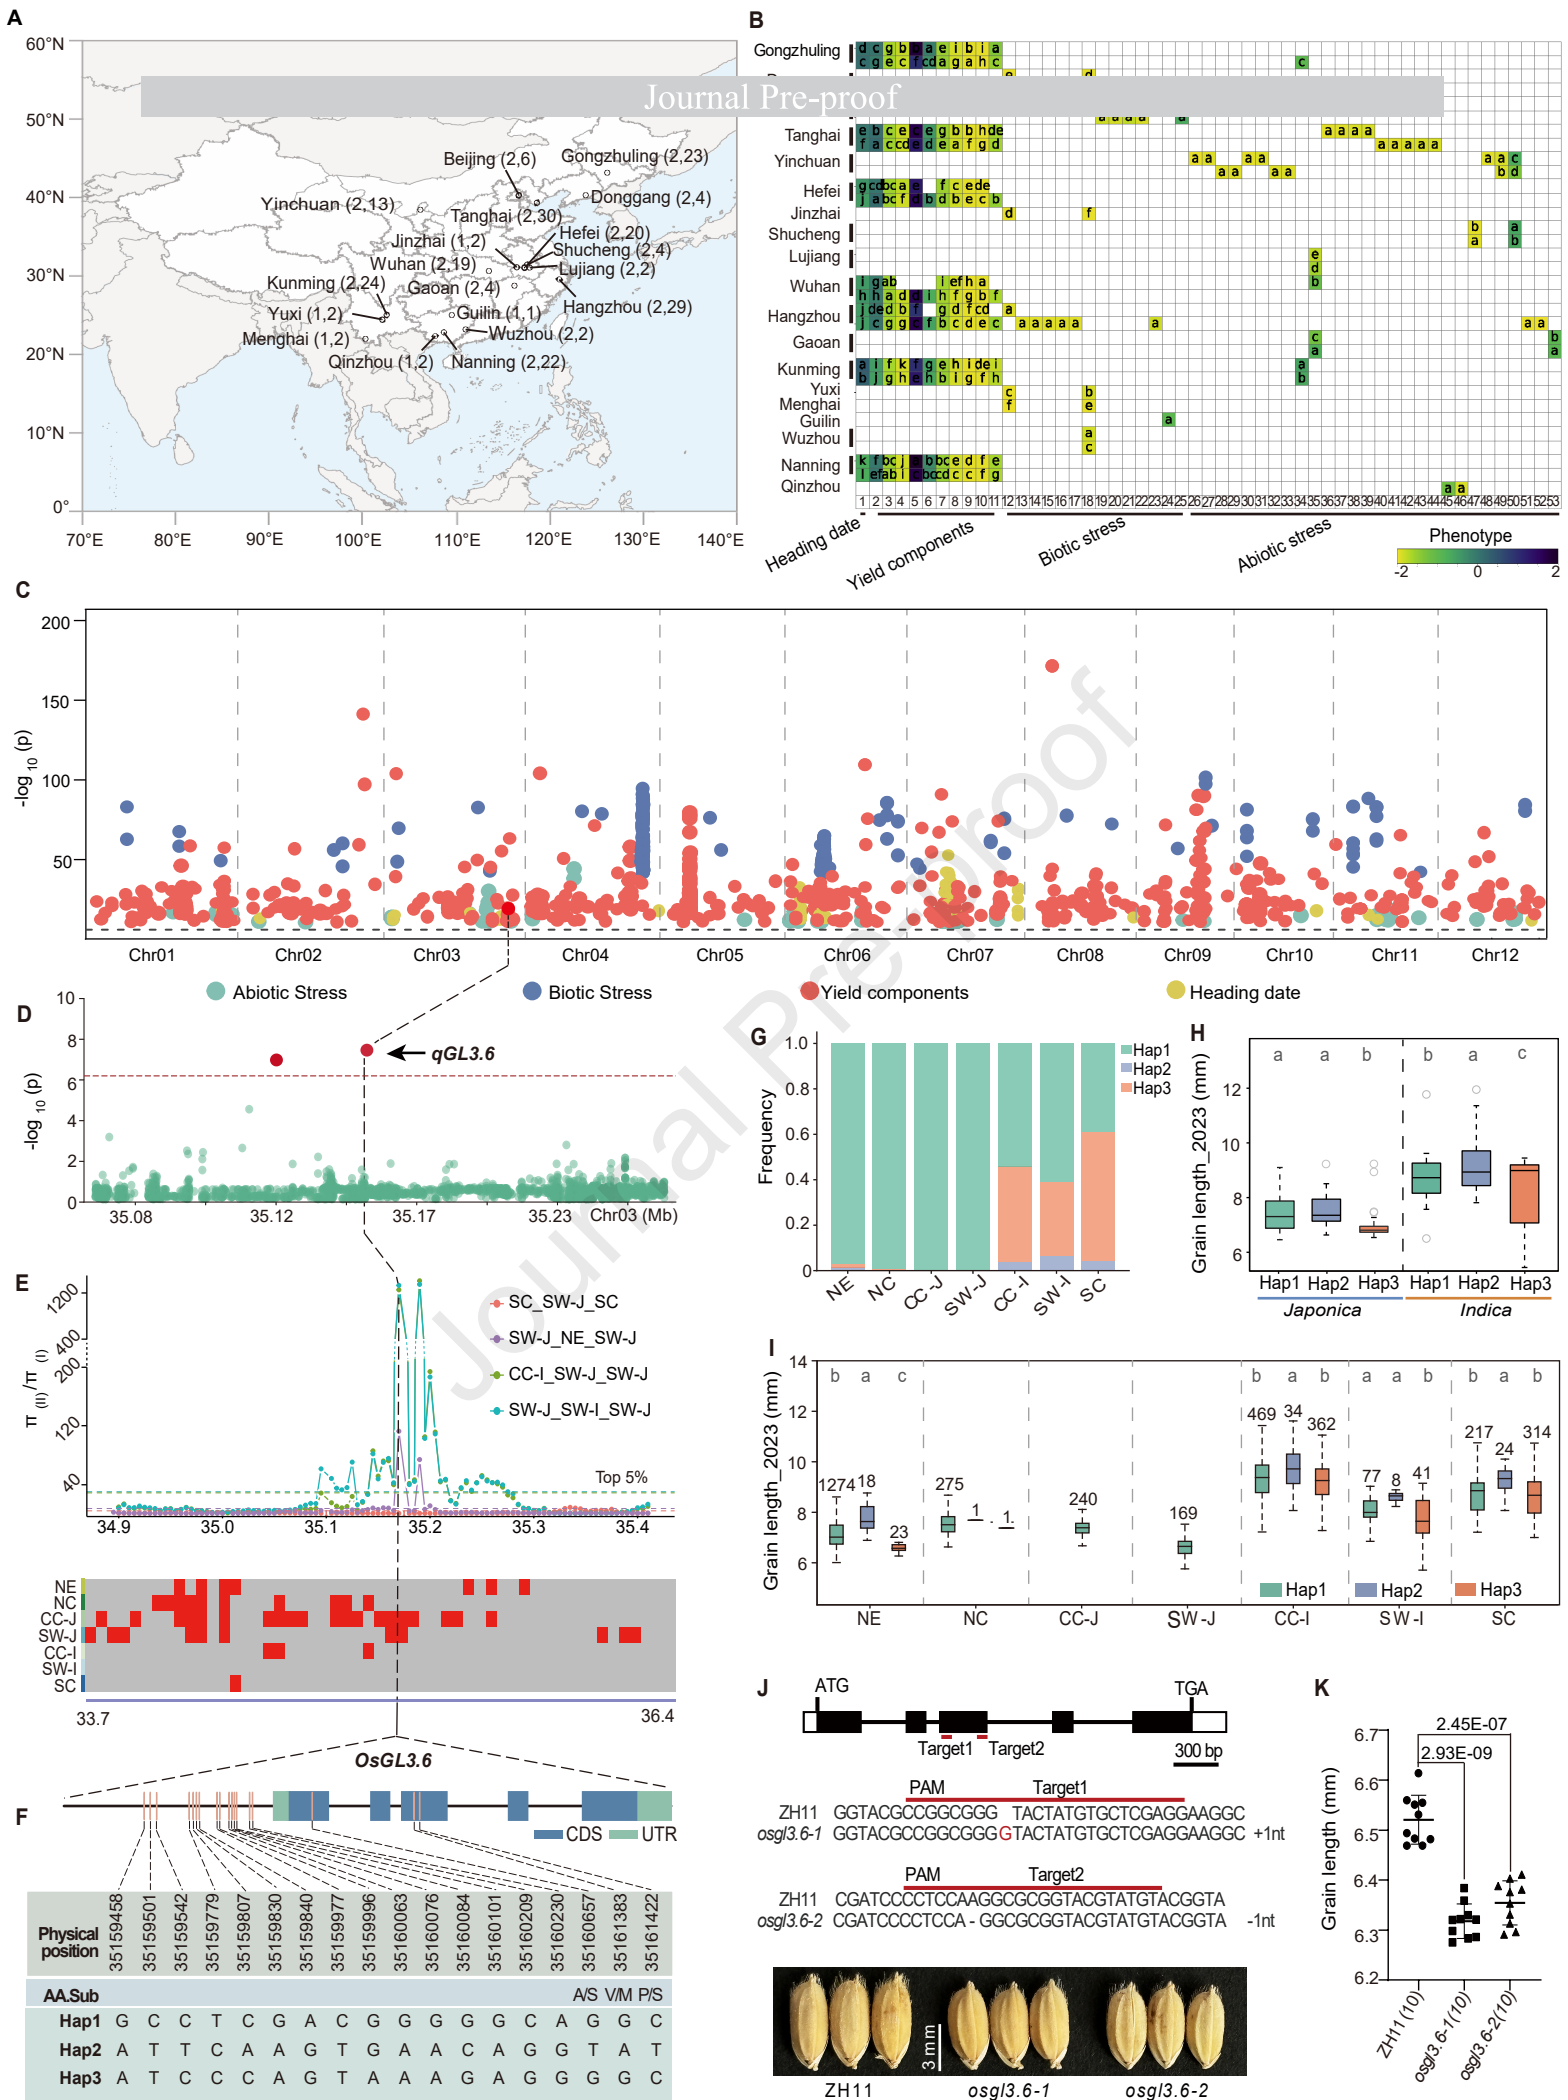 A
60°N
50°N
40°N
30°N
20°N
10°N
0°
70°E
80°E
90°E
100°E
110°E
120°E
130°E
140°E
Journal Pre-proof
Beijing (2,6)
Gongzhuling (2,23)
Yinchuan (2,13)
Donggang (2,4)
Tanghai (2,30)
Jinzhai (1,2)
Hefei (2,20)
Shucheng (2,4)
Wuhan (2,19)
Lujiang (2,2)
Kunming (2,24)
Gaoan (2,4)
Hangzhou (2,29)
Yuxi (1,2)
Guilin (1,1)
Menghai (1,2)
Wuzhou (2,2)
Qinzhou (1,2)
Nanning (2,22)
B
Gongzhuling
Tanghai
Yinchuan
Hefei
Jinzhai
Shucheng
Lujiang
Wuhan
Hangzhou
Gaoan
Kunming
Yuxi
Menghai
Guilin
Wuzhou
Nanning
Qinzhou
Heading date
Yield components
Biotic stress
Abiotic stress
Phenotype
-2 0 2
C
-log 10 (p)
200
150
100
50
Chr01 Chr02 Chr03 Chr04 Chr05 Chr06 Chr07 Chr08 Chr09 Chr10 Chr11 Chr12
Abiotic Stress
Biotic Stress
Yield components
Heading date
Journal Pre-proof
D
-log 10 (p)
10
8
6
4
2
0
qGL3.6
35.08 35.12 35.17 35.23 Chr03 (Mb)
E
π (II)/π (I)
1200
400
200
120
40
SC_SW-J_SC
SW-J_NE_SW-J
CC-I_SW-J_SW-J
SW-J_SW-I_SW-J
Top 5%
34.9 35.0 35.1 35.2 35.3 35.4
NE
NC
CC-J
SW-J
CC-I
SW-I
SC
33.7 36.4
OsGL3.6
F
CDS UTR
Physical position
35159458
35159501
35159542
35159779
35159807
35159830
35159840
35159977
35159996
35160063
35160076
35160084
35160101
35160209
35160230
35160657
35161383
35161422
AA.Sub A/S V/M P/S
Hap1 G C C T C G A C G G G G G C A G G C
Hap2 A T T C A A G T G A A C A G G T A T
Hap3 A T C C C A G T A A A G A G G G G C
G
Frequency
1.0
0.8
0.6
0.4
0.2
0
Hap1
Hap2
Hap3
NE NC CC-J SW-J CC-I SW-I SC
H
Grain length_2023 (mm)
12
10
8
6
a a b b a c
Hap1 Hap2 Hap3 Hap1 Hap2 Hap3
Japonica Indica
I
Grain length_2023 (mm)
14
12
10
8
6
b a c b a b a a b b a b
1274 18 23 275 1 1 240 169 469 34 362 77 8 41 217 24 314
Hap1 Hap2 Hap3
NE NC CC-J SW-J CC-I SW-I SC
J
ATG TGA
Target1 Target2
300 bp
PAM Target1
ZH11 GGTACGCCGGCGGG TACTATGTGCTCGAGGAAGGC
osgl3.6-1 GGTACGCCGGCGGGGTACTATGTGCTCGAGGAAGGC +1nt
PAM Target2
ZH11 CGATCCCCTCCAAGGCGCGGTACGTATGTACGGTA
osgl3.6-2 CGATCCCCTCCA-GGCGCGGTACGTATGTACGGTA -1nt
3 mm
ZH11 osgl3.6-1 osgl3.6-2
K
Grain length (mm)
6.7
6.6
6.5
6.4
6.3
6.2
2.45E-07
2.93E-09
ZH11(10)
osgl3.6-1(10)
osgl3.6-2(10)